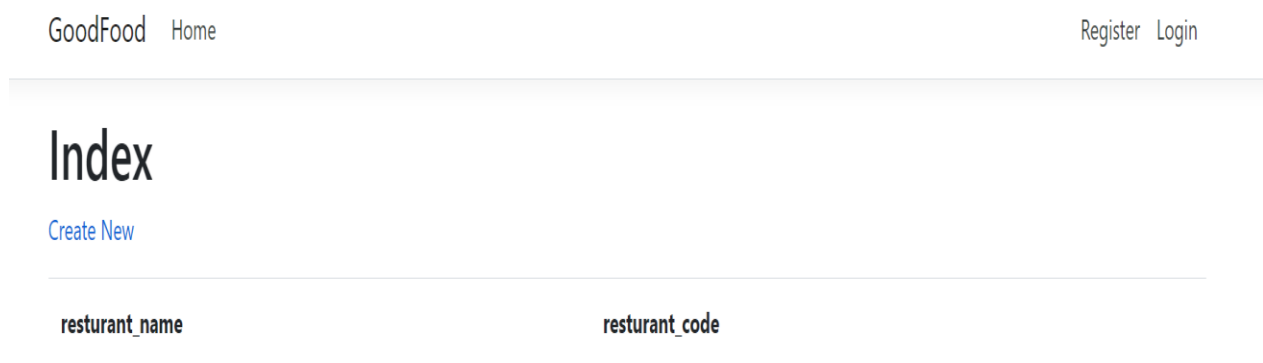 GoodFood Home Register Login
Index
Create New
resturant_name resturant_code